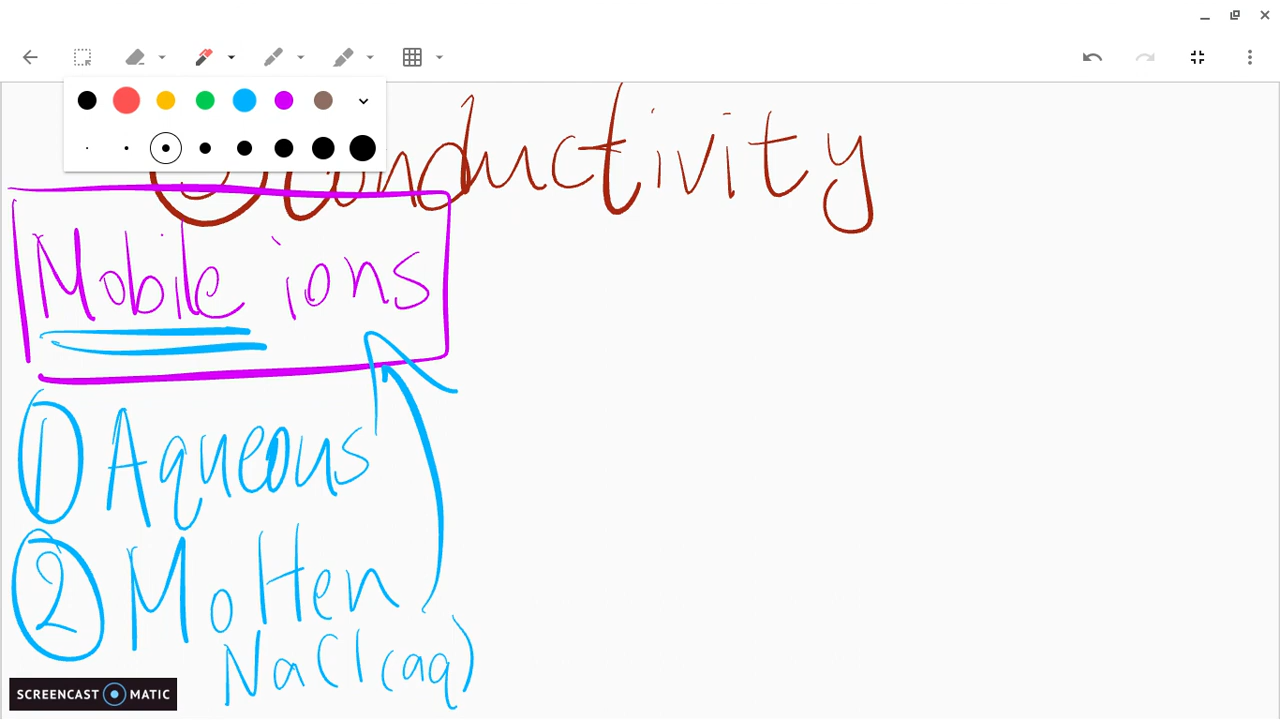 Conductivity
Mobile ions
① Aqueous
② Molten
NaCl(aq)
SCREENCAST MATIC